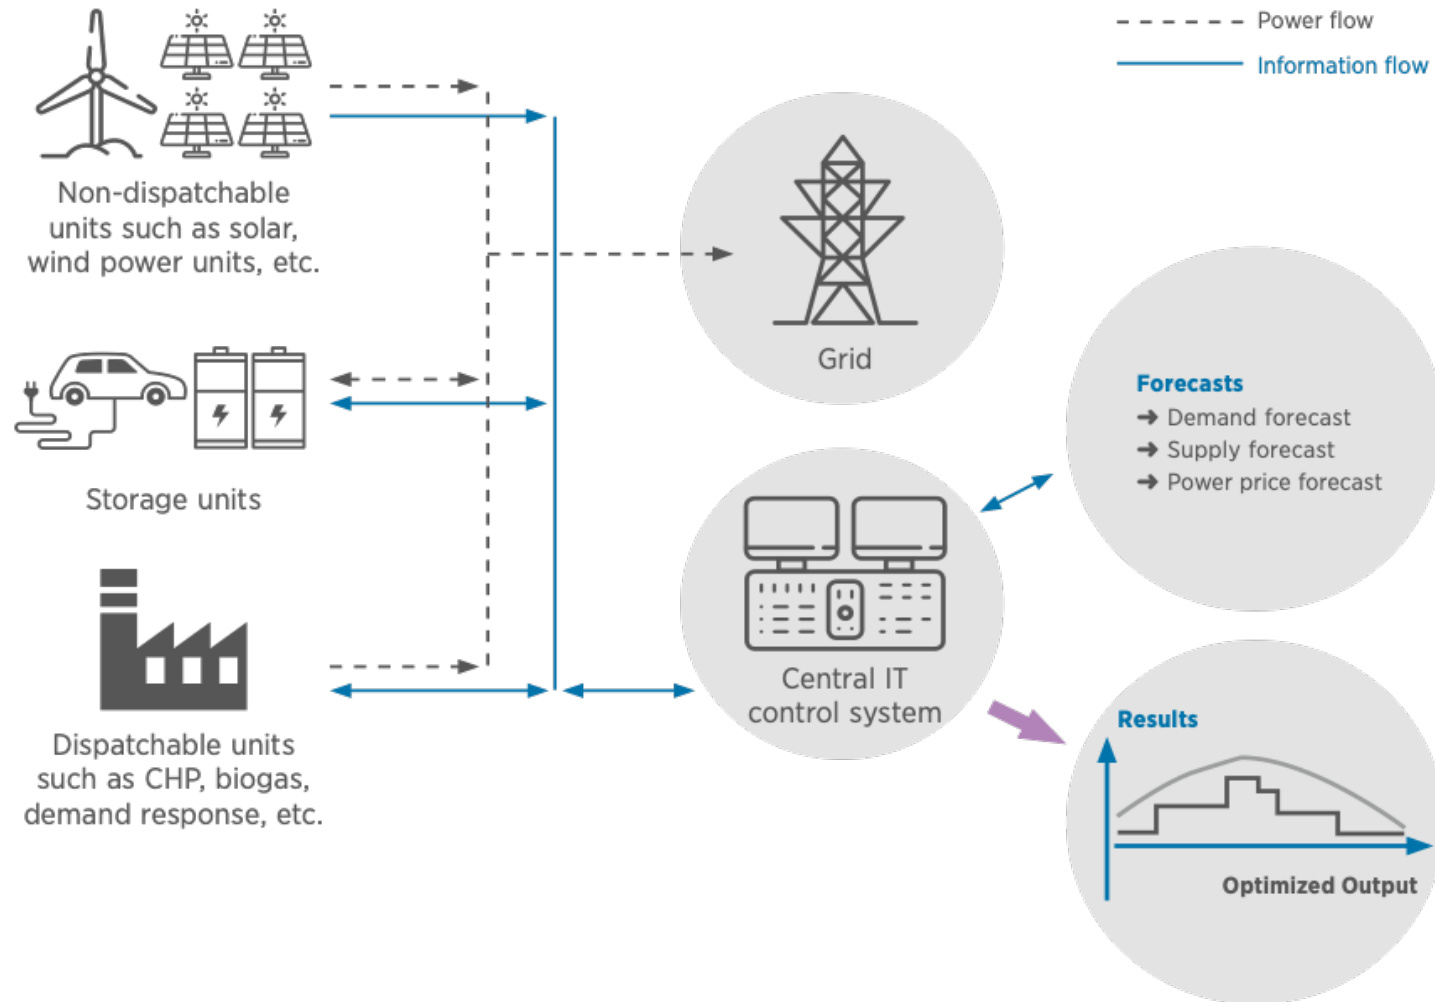 Power flow
Information flow
Non-dispatchable
units such as solar,
wind power units, etc.
Grid
Forecasts
➔ Demand forecast
➔ Supply forecast
➔ Power price forecast
Storage units
Central IT
control system
Dispatchable units
such as CHP, biogas,
demand response, etc.
Results
Optimized Output